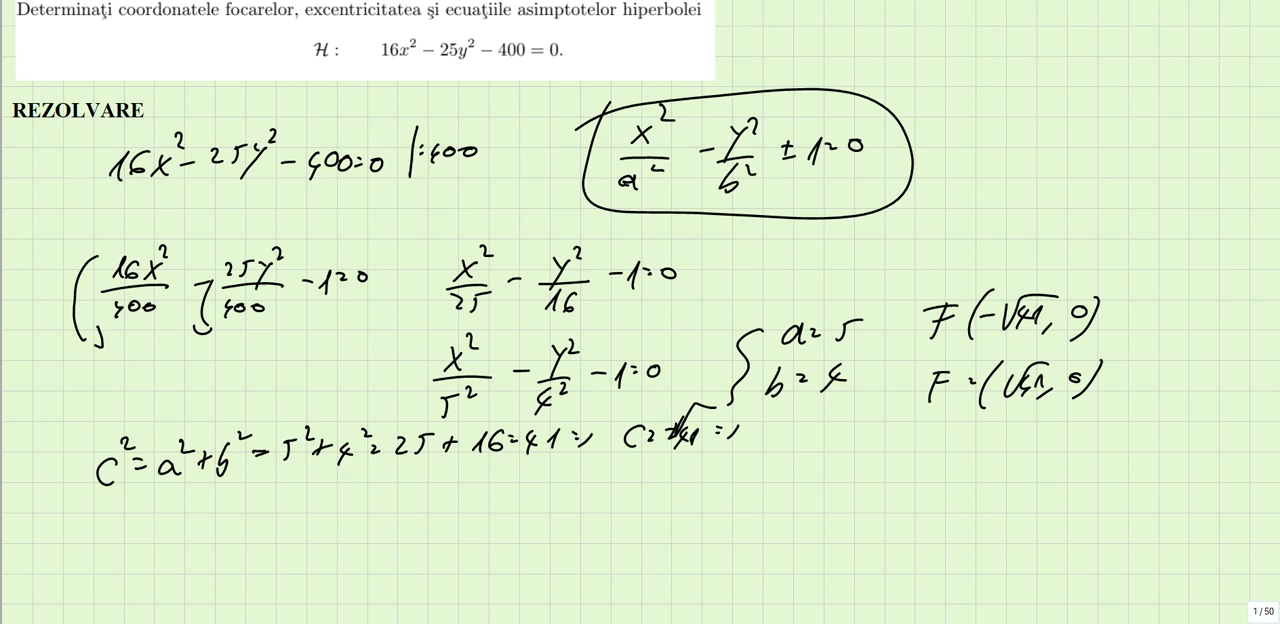 Determinați coordonatele focarelor, excentricitatea și ecuațiile asimptotelor hiperbolei
H : 16x² − 25y² − 400 = 0.
REZOLVARE
16x² - 25y² - 400 = 0 |:400
x²/a² - y²/b² ± 1 = 0
16x²/400 - 25y²/400 - 1 = 0
x²/25 - y²/16 - 1 = 0
x²/5² - y²/4² - 1 = 0
{ a = 5
b = 4
F (-√41, 0)
F = (√41, 0)
c² = a² + b² = 5² + 4² = 25 + 16 = 41 => c = √41 =>
1 / 50